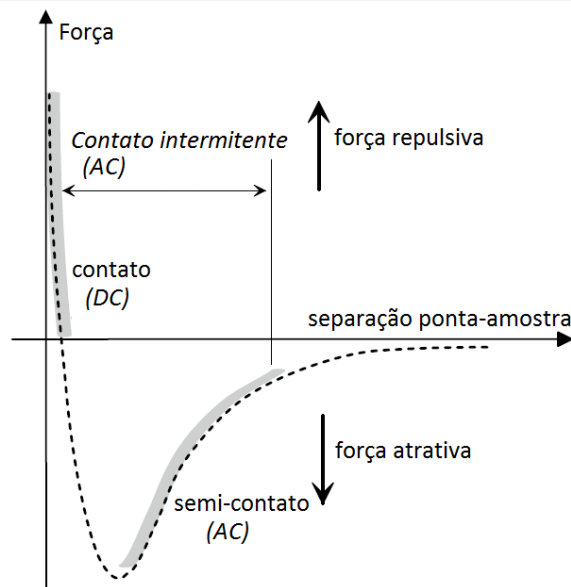 Força
Contato intermitente
(AC)
força repulsiva
contato
(DC)
separação ponta-amostra
força atrativa
semi-contato
(AC)